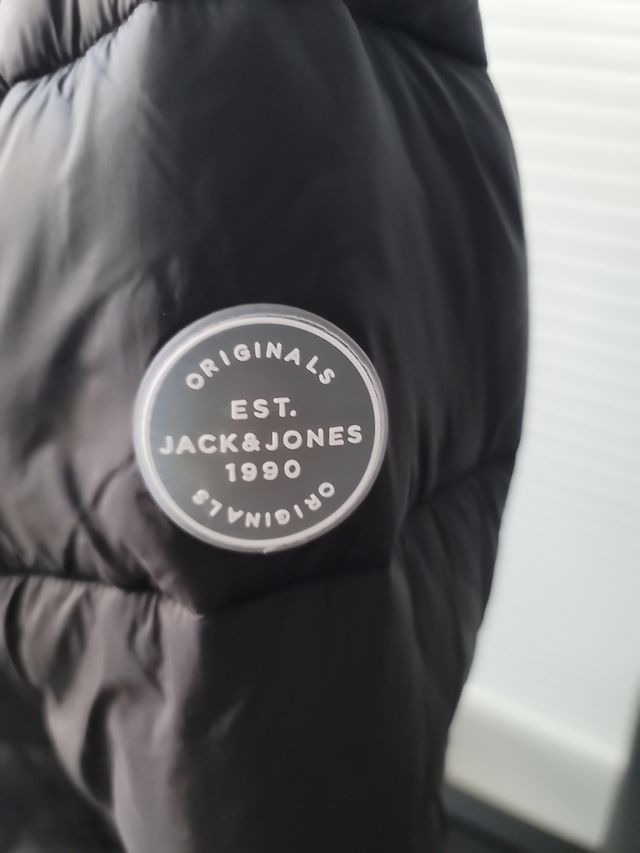 ORIGINALS
EST.
JACK&JONES
1990
ORIGINALS